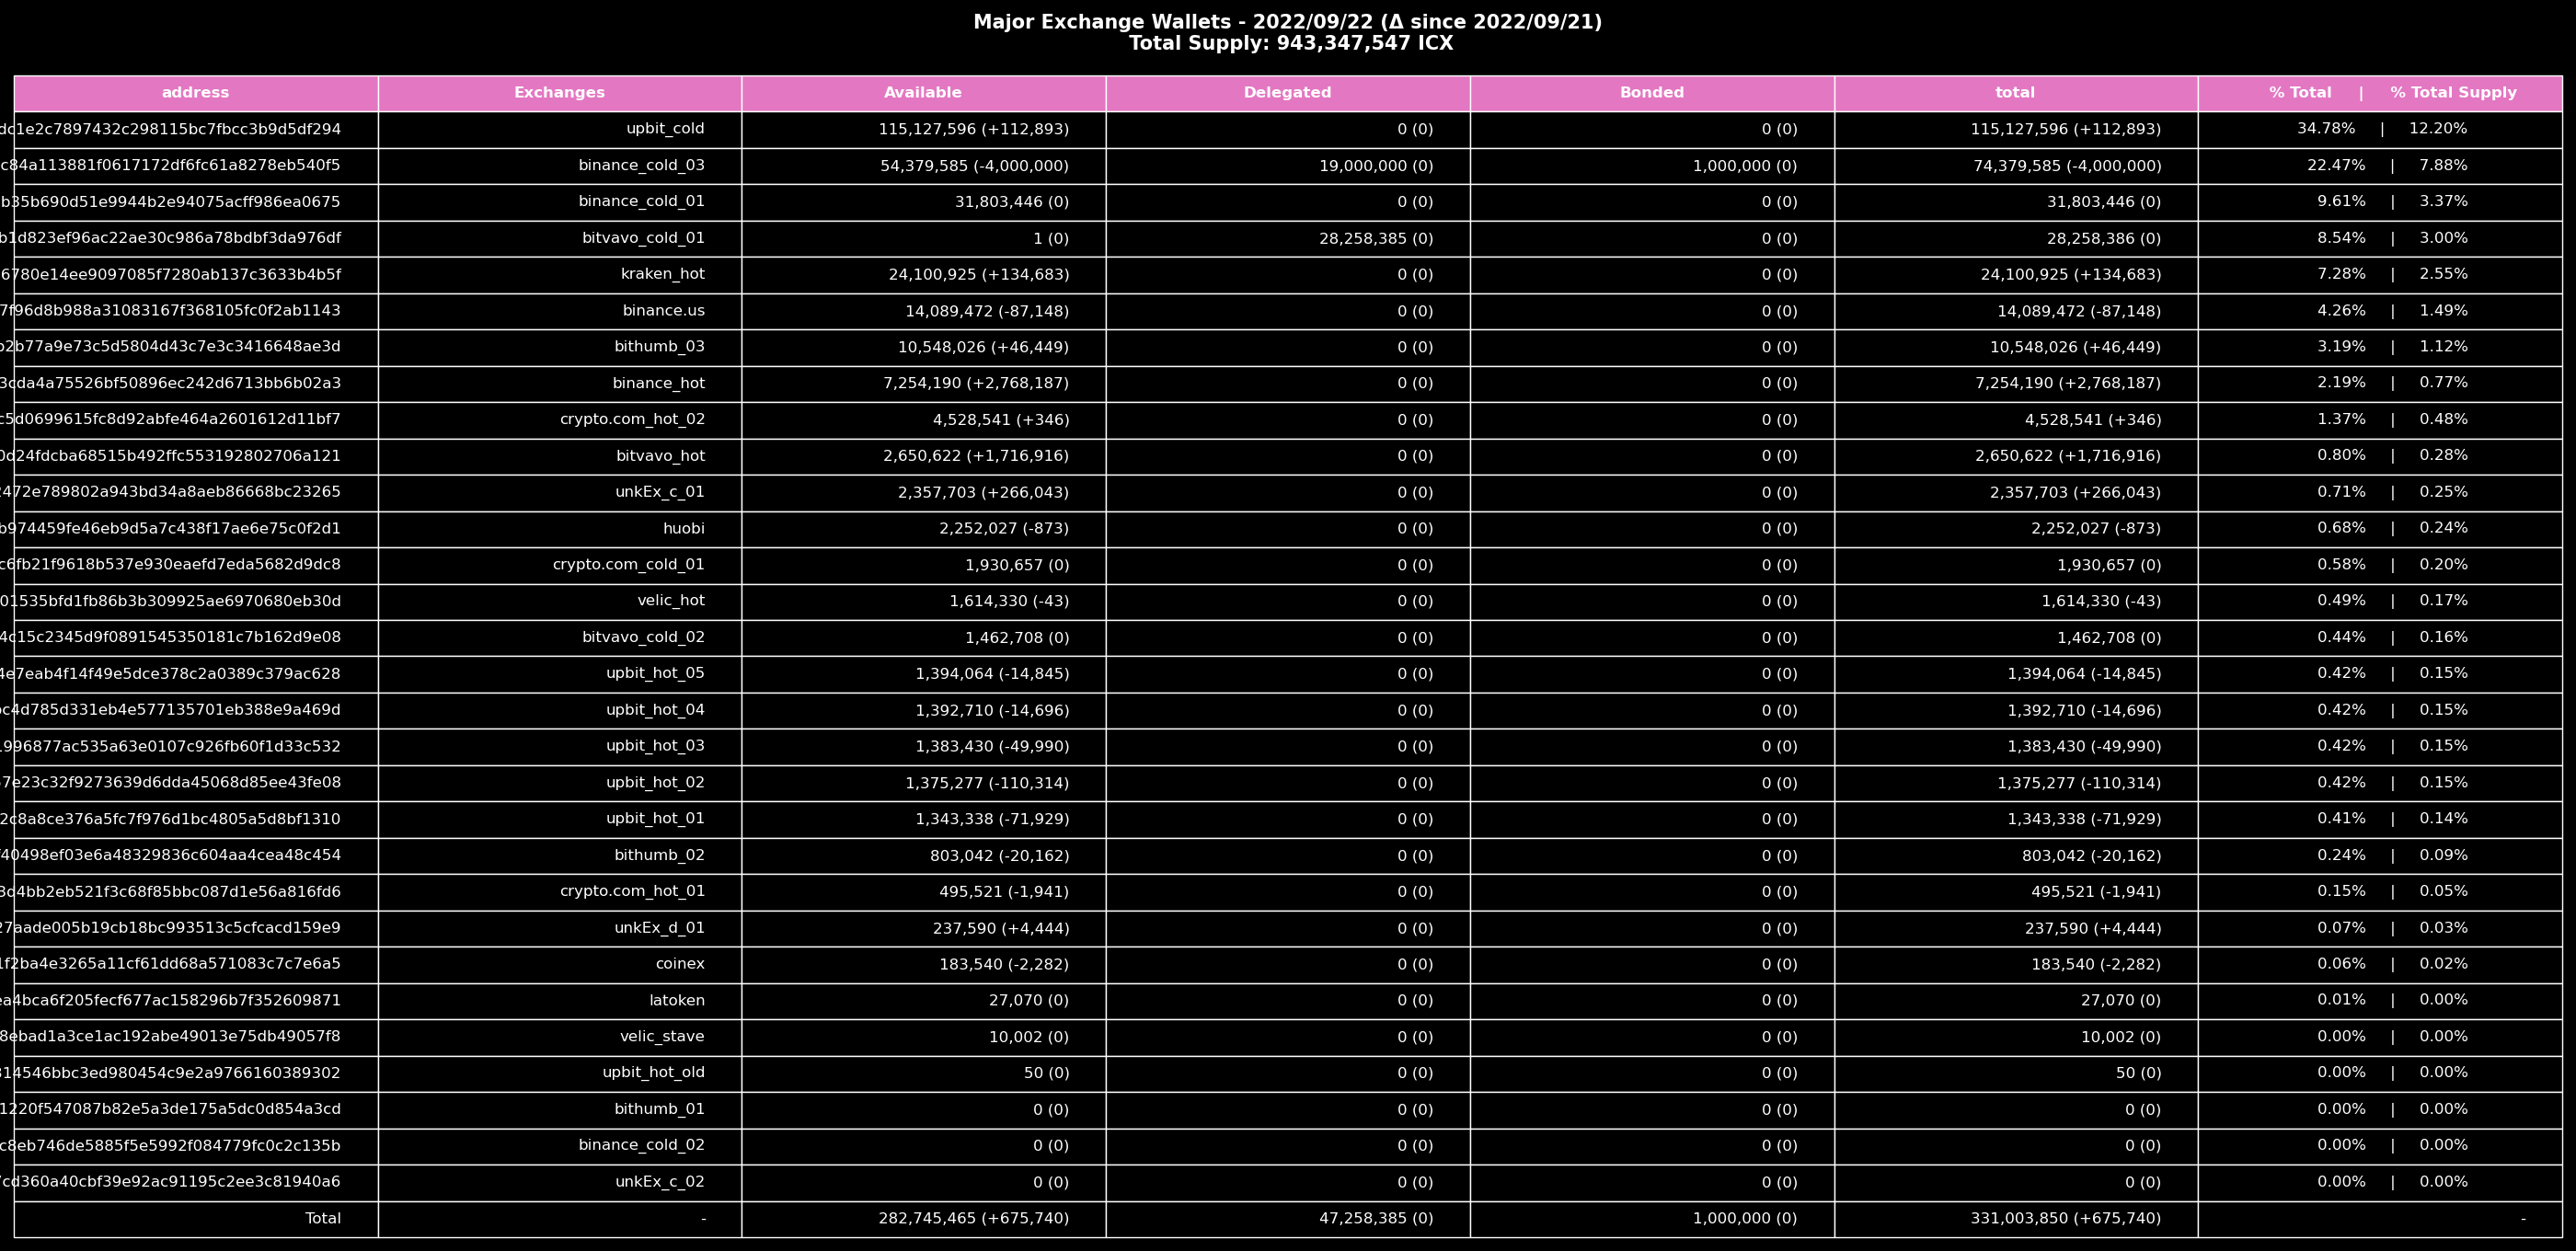 Major Exchange Wallets - 2022/09/22 (Δ since 2022/09/21)
Total Supply: 943,347,547 ICX
address Exchanges Available Delegated Bonded total % Total | % Total Supply
dc1e2c7897432c298115bc7fbcc3b9d5df294 upbit_cold 115,127,596 (+112,893) 0 (0) 0 (0) 115,127,596 (+112,893) 34.78% | 12.20%
c84a113881f0617172df6fc61a8278eb540f5 binance_cold_03 54,379,585 (-4,000,000) 19,000,000 (0) 1,000,000 (0) 74,379,585 (-4,000,000) 22.47% | 7.88%
b35b690d51e9944b2e94075acff986ea0675 binance_cold_01 31,803,446 (0) 0 (0) 0 (0) 31,803,446 (0) 9.61% | 3.37%
b1d823ef96ac22ae30c986a78bdbf3da976df bitvavo_cold_01 1 (0) 28,258,385 (0) 0 (0) 28,258,386 (0) 8.54% | 3.00%
6780e14ee9097085f7280ab137c3633b4b5f kraken_hot 24,100,925 (+134,683) 0 (0) 0 (0) 24,100,925 (+134,683) 7.28% | 2.55%
7f96d8b988a31083167f368105fc0f2ab1143 binance.us 14,089,472 (-87,148) 0 (0) 0 (0) 14,089,472 (-87,148) 4.26% | 1.49%
b2b77a9e73c5d5804d43c7e3c3416648ae3d bithumb_03 10,548,026 (+46,449) 0 (0) 0 (0) 10,548,026 (+46,449) 3.19% | 1.12%
3cda4a75526bf50896ec242d6713bb6b02a3 binance_hot 7,254,190 (+2,768,187) 0 (0) 0 (0) 7,254,190 (+2,768,187) 2.19% | 0.77%
c5d0699615fc8d92abfe464a2601612d11bf7 crypto.com_hot_02 4,528,541 (+346) 0 (0) 0 (0) 4,528,541 (+346) 1.37% | 0.48%
0d24fdcba68515b492ffc553192802706a121 bitvavo_hot 2,650,622 (+1,716,916) 0 (0) 0 (0) 2,650,622 (+1,716,916) 0.80% | 0.28%
2472e789802a943bd34a8aeb86668bc23265 unkEx_c_01 2,357,703 (+266,043) 0 (0) 0 (0) 2,357,703 (+266,043) 0.71% | 0.25%
b974459fe46eb9d5a7c438f17ae6e75c0f2d1 huobi 2,252,027 (-873) 0 (0) 0 (0) 2,252,027 (-873) 0.68% | 0.24%
c6fb21f9618b537e930eaefd7eda5682d9dc8 crypto.com_cold_01 1,930,657 (0) 0 (0) 0 (0) 1,930,657 (0) 0.58% | 0.20%
01535bfd1fb86b3b309925ae6970680eb30d velic_hot 1,614,330 (-43) 0 (0) 0 (0) 1,614,330 (-43) 0.49% | 0.17%
4c15c2345d9f0891545350181c7b162d9e08 bitvavo_cold_02 1,462,708 (0) 0 (0) 0 (0) 1,462,708 (0) 0.44% | 0.16%
4e7eab4f14f49e5dce378c2a0389c379ac628 upbit_hot_05 1,394,064 (-14,845) 0 (0) 0 (0) 1,394,064 (-14,845) 0.42% | 0.15%
bc4d785d331eb4e577135701eb388e9a469d upbit_hot_04 1,392,710 (-14,696) 0 (0) 0 (0) 1,392,710 (-14,696) 0.42% | 0.15%
1996877ac535a63e0107c926fb60f1d33c532 upbit_hot_03 1,383,430 (-49,990) 0 (0) 0 (0) 1,383,430 (-49,990) 0.42% | 0.15%
57e23c32f9273639d6dda45068d85ee43fe08 upbit_hot_02 1,375,277 (-110,314) 0 (0) 0 (0) 1,375,277 (-110,314) 0.42% | 0.15%
2c8a8ce376a5fc7f976d1bc4805a5d8bf1310 upbit_hot_01 1,343,338 (-71,929) 0 (0) 0 (0) 1,343,338 (-71,929) 0.41% | 0.14%
f40498ef03e6a48329836c604aa4cea48c454 bithumb_02 803,042 (-20,162) 0 (0) 0 (0) 803,042 (-20,162) 0.24% | 0.09%
3d4bb2eb521f3c68f85bbc087d1e56a816fd6 crypto.com_hot_01 495,521 (-1,941) 0 (0) 0 (0) 495,521 (-1,941) 0.15% | 0.05%
27aade005b19cb18bc993513c5cfcacd159e9 unkEx_d_01 237,590 (+4,444) 0 (0) 0 (0) 237,590 (+4,444) 0.07% | 0.03%
1f2ba4e3265a11cf61dd68a571083c7c7e6a5 coinex 183,540 (-2,282) 0 (0) 0 (0) 183,540 (-2,282) 0.06% | 0.02%
ea4bca6f205fecf677ac158296b7f352609871 latoken 27,070 (0) 0 (0) 0 (0) 27,070 (0) 0.01% | 0.00%
8ebad1a3ce1ac192abe49013e75db49057f8 velic_stave 10,002 (0) 0 (0) 0 (0) 10,002 (0) 0.00% | 0.00%
314546bbc3ed980454c9e2a9766160389302 upbit_hot_old 50 (0) 0 (0) 0 (0) 50 (0) 0.00% | 0.00%
1220f547087b82e5a3de175a5dc0d854a3cd bithumb_01 0 (0) 0 (0) 0 (0) 0 (0) 0.00% | 0.00%
c8eb746de5885f5e5992f084779fc0c2c135b binance_cold_02 0 (0) 0 (0) 0 (0) 0 (0) 0.00% | 0.00%
7cd360a40cbf39e92ac91195c2ee3c81940a6 unkEx_c_02 0 (0) 0 (0) 0 (0) 0 (0) 0.00% | 0.00%
Total - 282,745,465 (+675,740) 47,258,385 (0) 1,000,000 (0) 331,003,850 (+675,740) -